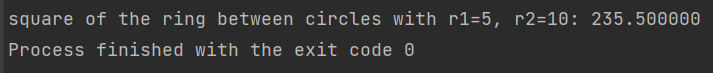 square of the ring between circles with r1=5, r2=10: 235.500000
Process finished with the exit code 0